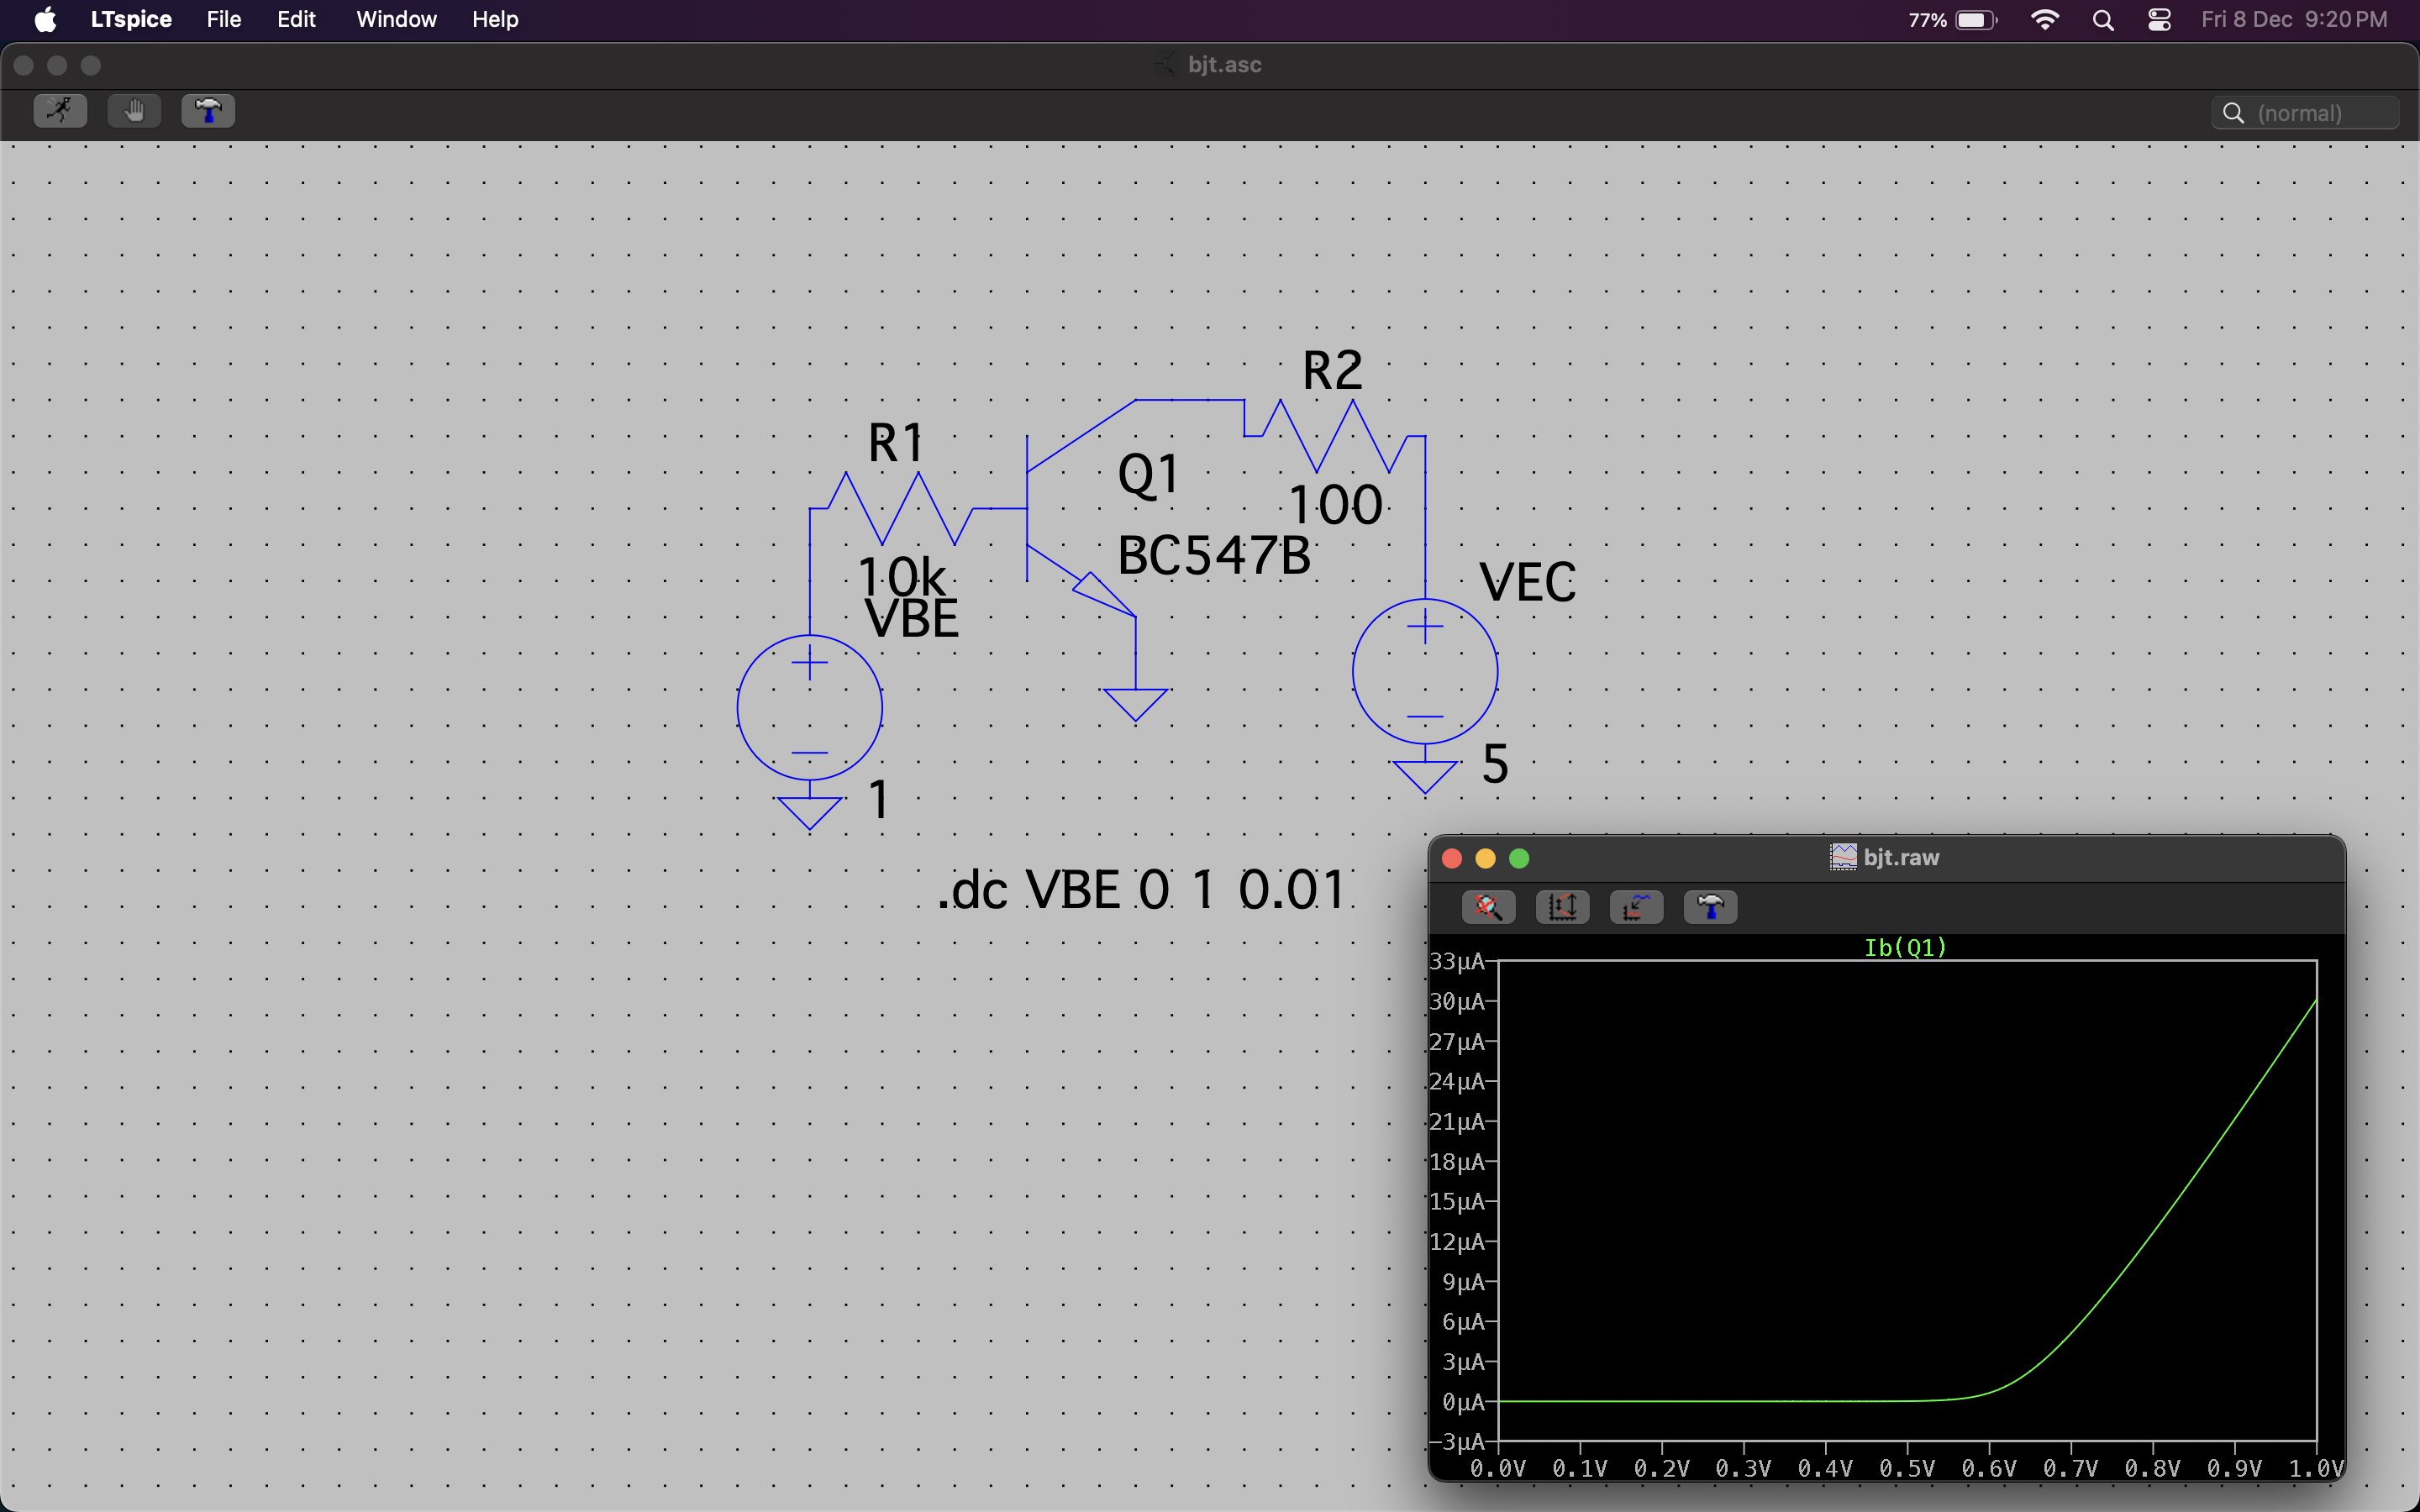 LTspice File Edit Window Help 77% Fri 8 Dec 9:20 PM
bjt.asc
(normal)
R2
R1
Q1
100
BC547B
10k
VBE
VEC
5
1
.dc VBE 0 1 0.01
bjt.raw
Ib(Q1)
33µA
30µA
27µA
24µA
21µA
18µA
15µA
12µA
9µA
6µA
3µA
0µA
-3µA
0.0V 0.1V 0.2V 0.3V 0.4V 0.5V 0.6V 0.7V 0.8V 0.9V 1.0V